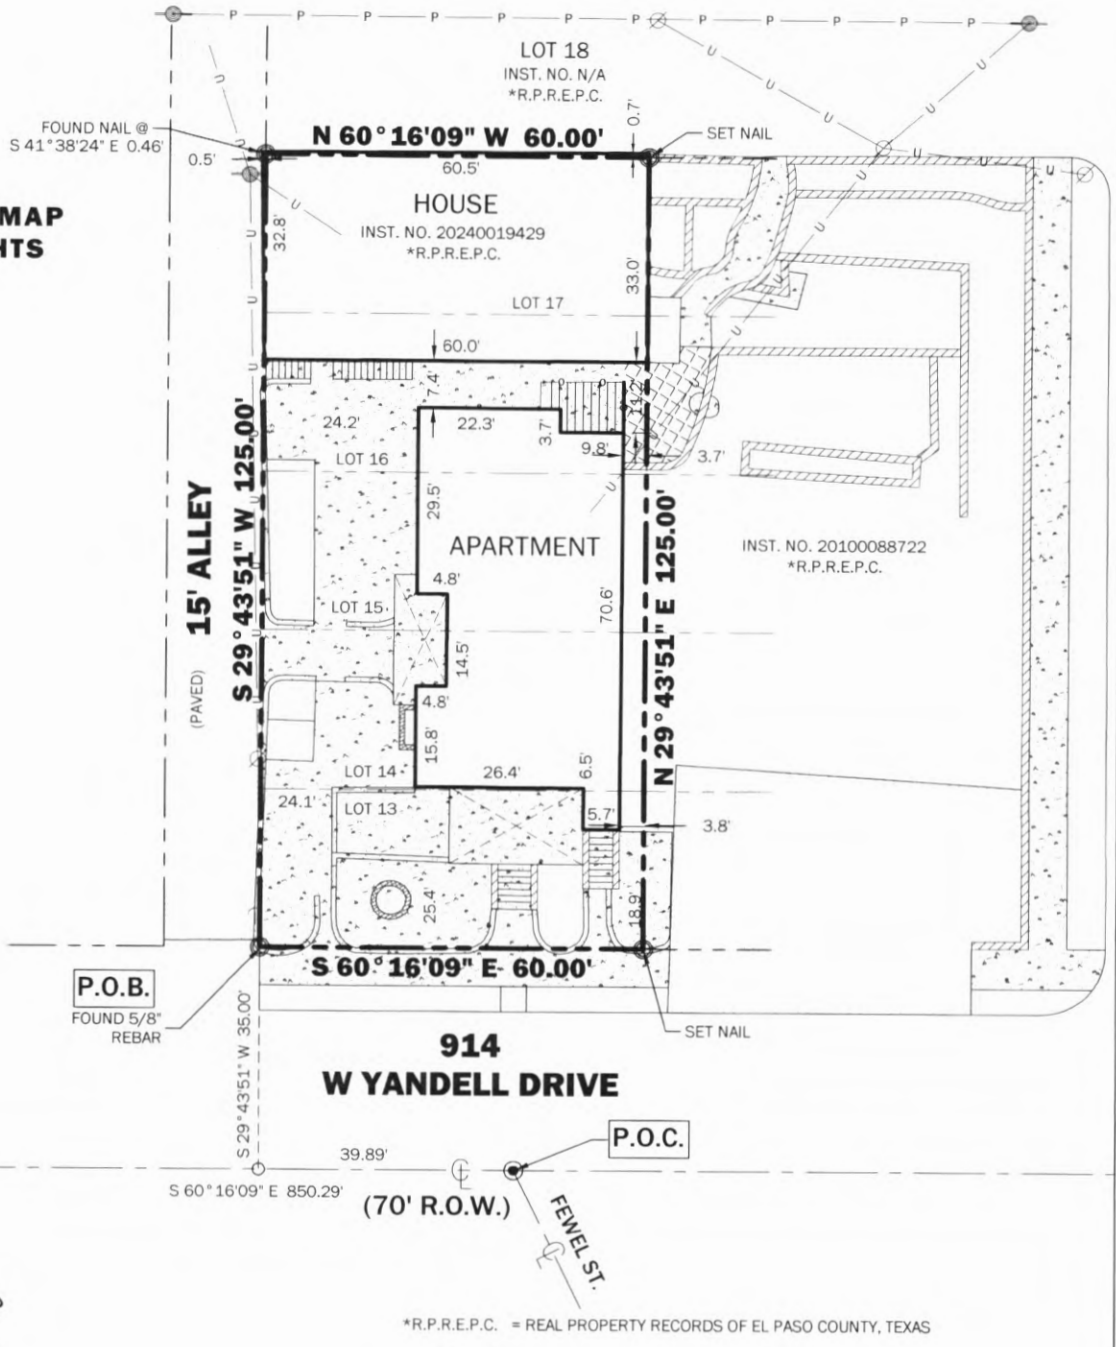 P P P P P P P P P
LOT 18
INST. NO. N/A
*R.P.R.E.P.C.
FOUND NAIL @
S 41°38'24" E 0.46'
N 60°16'09" W 60.00'
0.7'
SET NAIL
0.5'
60.5'
MAP
HTS
HOUSE
INST. NO. 20240019429
*R.P.R.E.P.C.
32.8'
33.0'
LOT 17
60.0'
7.4'
11.2'
24.2'
22.3'
3.7'
9.8'
3.7'
LOT 16
29.5'
APARTMENT
INST. NO. 20100088722
*R.P.R.E.P.C.
15' ALLEY
(PAVED)
S 29°43'51" W 125.00'
N 29°43'51" E 125.00'
4.8'
LOT 15
70.6'
14.5'
4.8'
15.8'
LOT 14
26.4'
6.5'
24.1'
LOT 13
5.7'
3.8'
25.4'
18.9'
S 60°16'09" E 60.00'
P.O.B.
FOUND 5/8"
REBAR
SET NAIL
S 29°43'51" W 35.00'
914
W YANDELL DRIVE
P.O.C.
39.89'
S 60°16'09" E 850.29'
(70' R.O.W.)
FEWEL ST.
*R.P.R.E.P.C. = REAL PROPERTY RECORDS OF EL PASO COUNTY, TEXAS